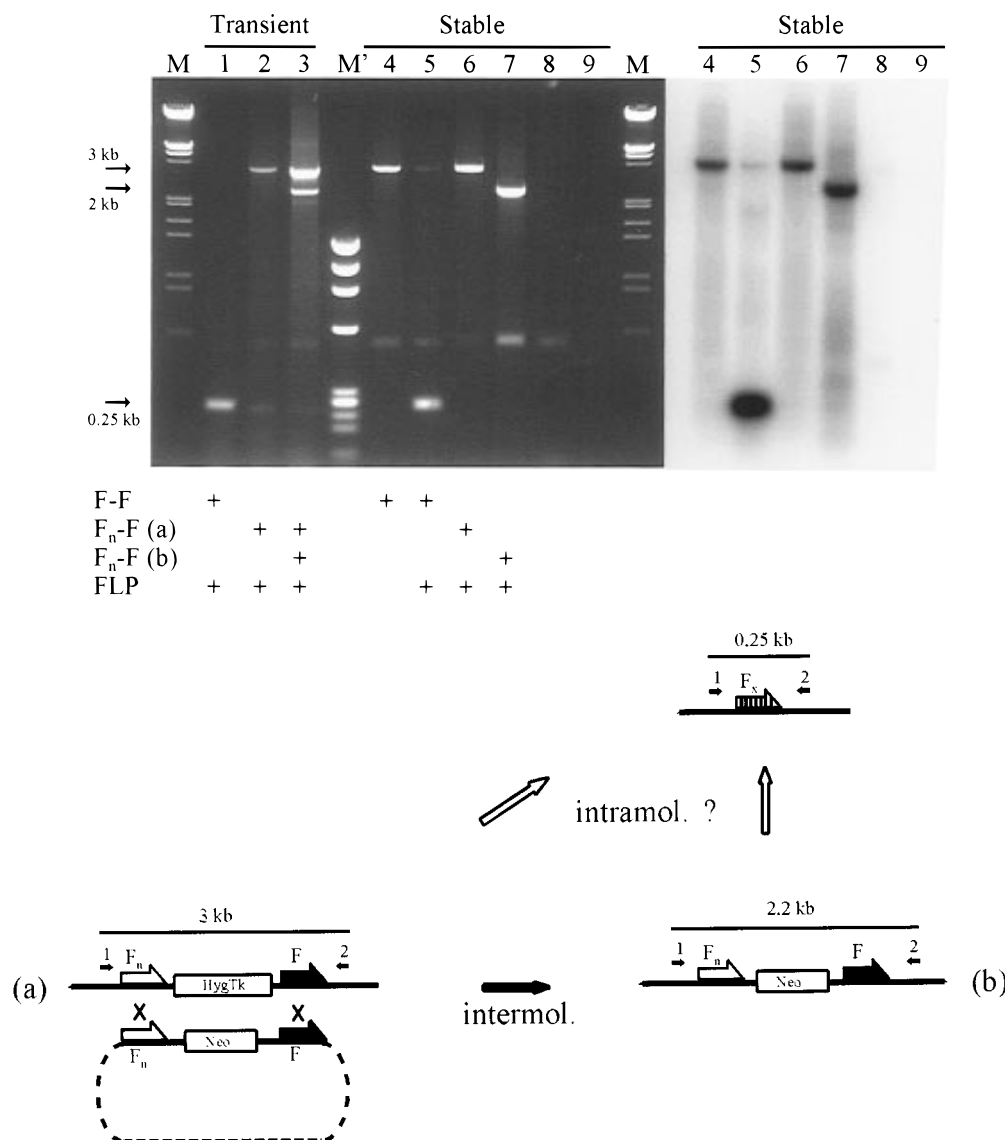 Transient Stable Stable
M 1 2 3 M' 4 5 6 7 8 9 M 4 5 6 7 8 9
3 kb
2 kb
0.25 kb
F-F + + +
Fn-F (a) + + +
Fn-F (b) + +
FLP + + + + + +
0.25 kb
1 Fx 2
intramol. ?
3 kb
1 Fn F 2
HygTk
(a)
X X
Neo
Fn F
intermol.
2.2 kb
1 Fn F 2
Neo
(b)